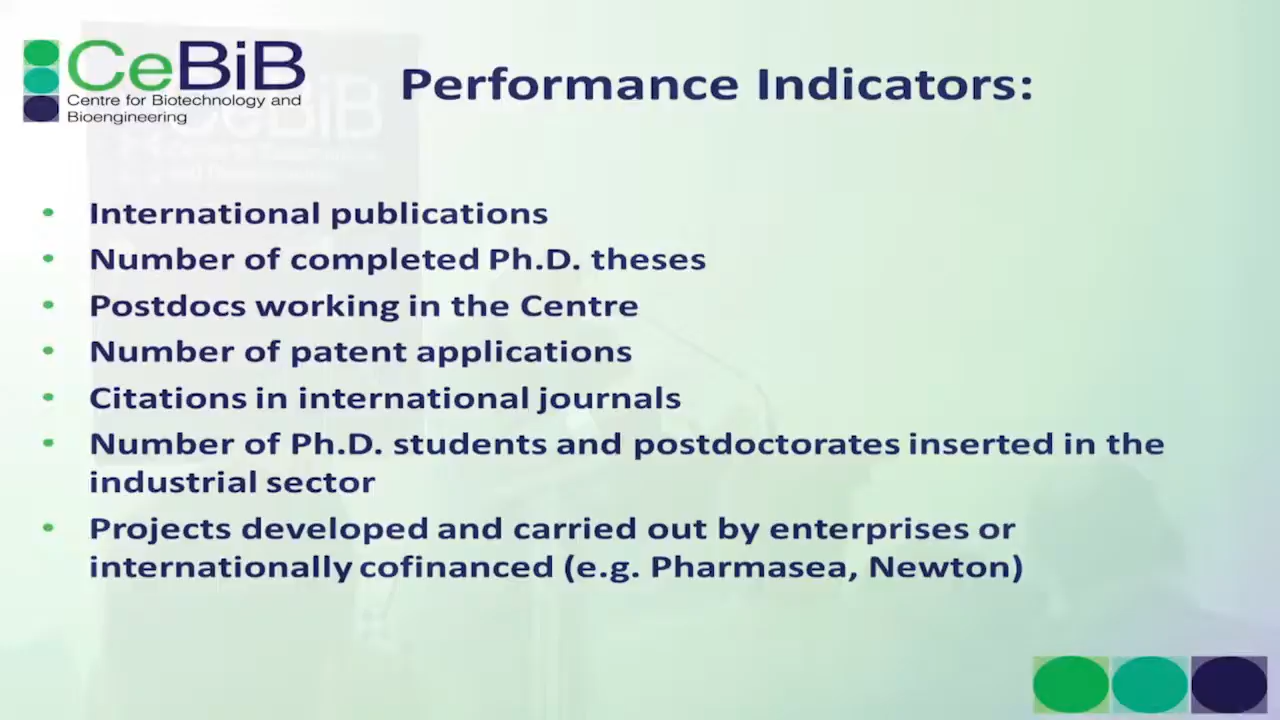 CeBiB
Centre for Biotechnology and
Bioengineering
Performance Indicators:
• International publications
• Number of completed Ph.D. theses
• Postdocs working in the Centre
• Number of patent applications
• Citations in international journals
• Number of Ph.D. students and postdoctorates inserted in the
industrial sector
• Projects developed and carried out by enterprises or
internationally cofinanced (e.g. Pharmasea, Newton)
CeBiB